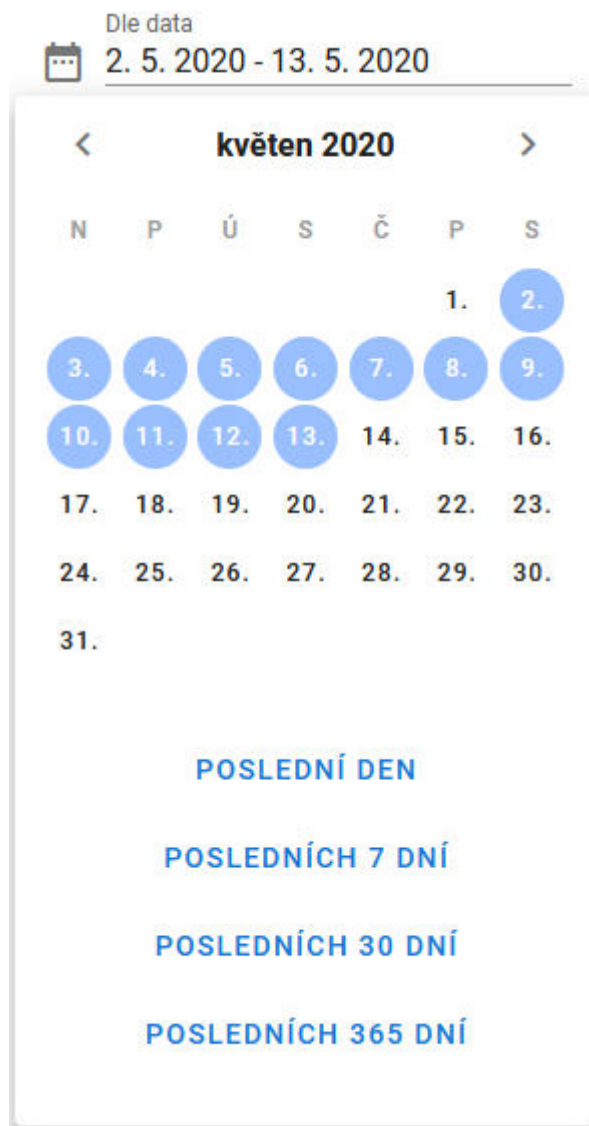 Dle data
2. 5. 2020 - 13. 5. 2020
květen 2020
N P Ú S Č P S
1. 2.
3. 4. 5. 6. 7. 8. 9.
10. 11. 12. 13. 14. 15. 16.
17. 18. 19. 20. 21. 22. 23.
24. 25. 26. 27. 28. 29. 30.
31.
POSLEDNÍ DEN
POSLEDNÍCH 7 DNÍ
POSLEDNÍCH 30 DNÍ
POSLEDNÍCH 365 DNÍ